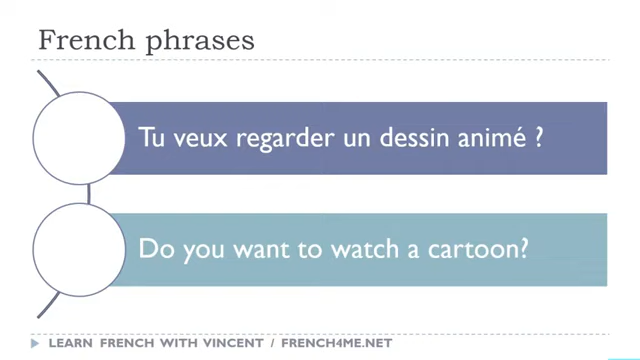 French phrases
Tu veux regarder un dessin animé ?
Do you want to watch a cartoon?
LEARN FRENCH WITH VINCENT / FRENCH4ME.NET